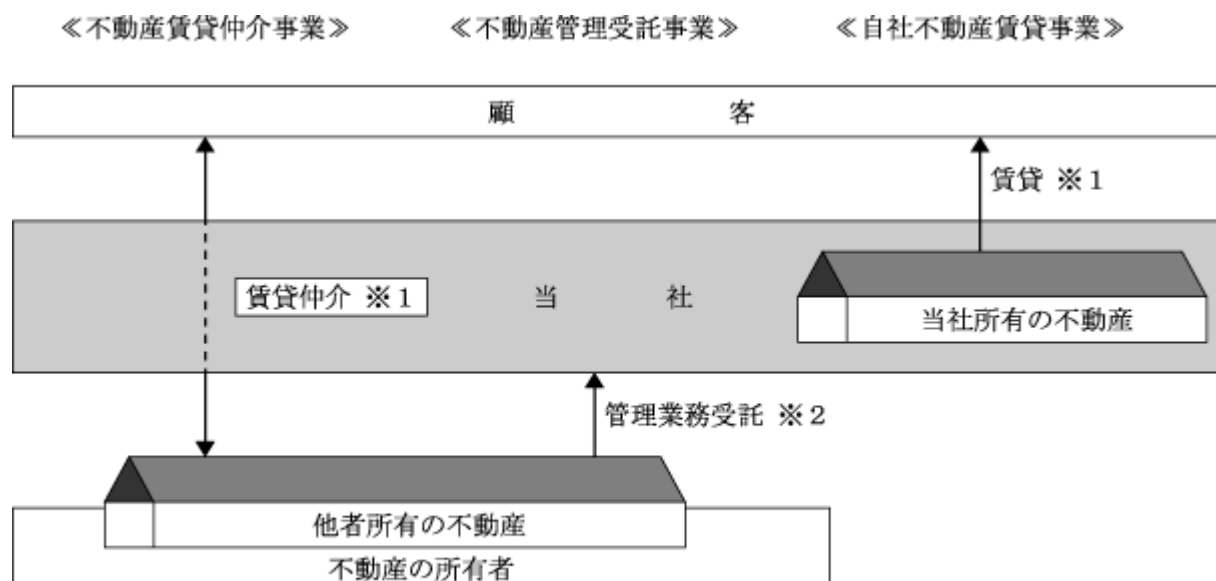 ≪不動産賃貸仲介事業≫ ≪不動産管理受託事業≫ ≪自社不動産賃貸事業≫
顧 客
賃貸 ※1
賃貸仲介 ※1 当 社
当社所有の不動産
管理業務受託 ※2
他者所有の不動産
不動産の所有者